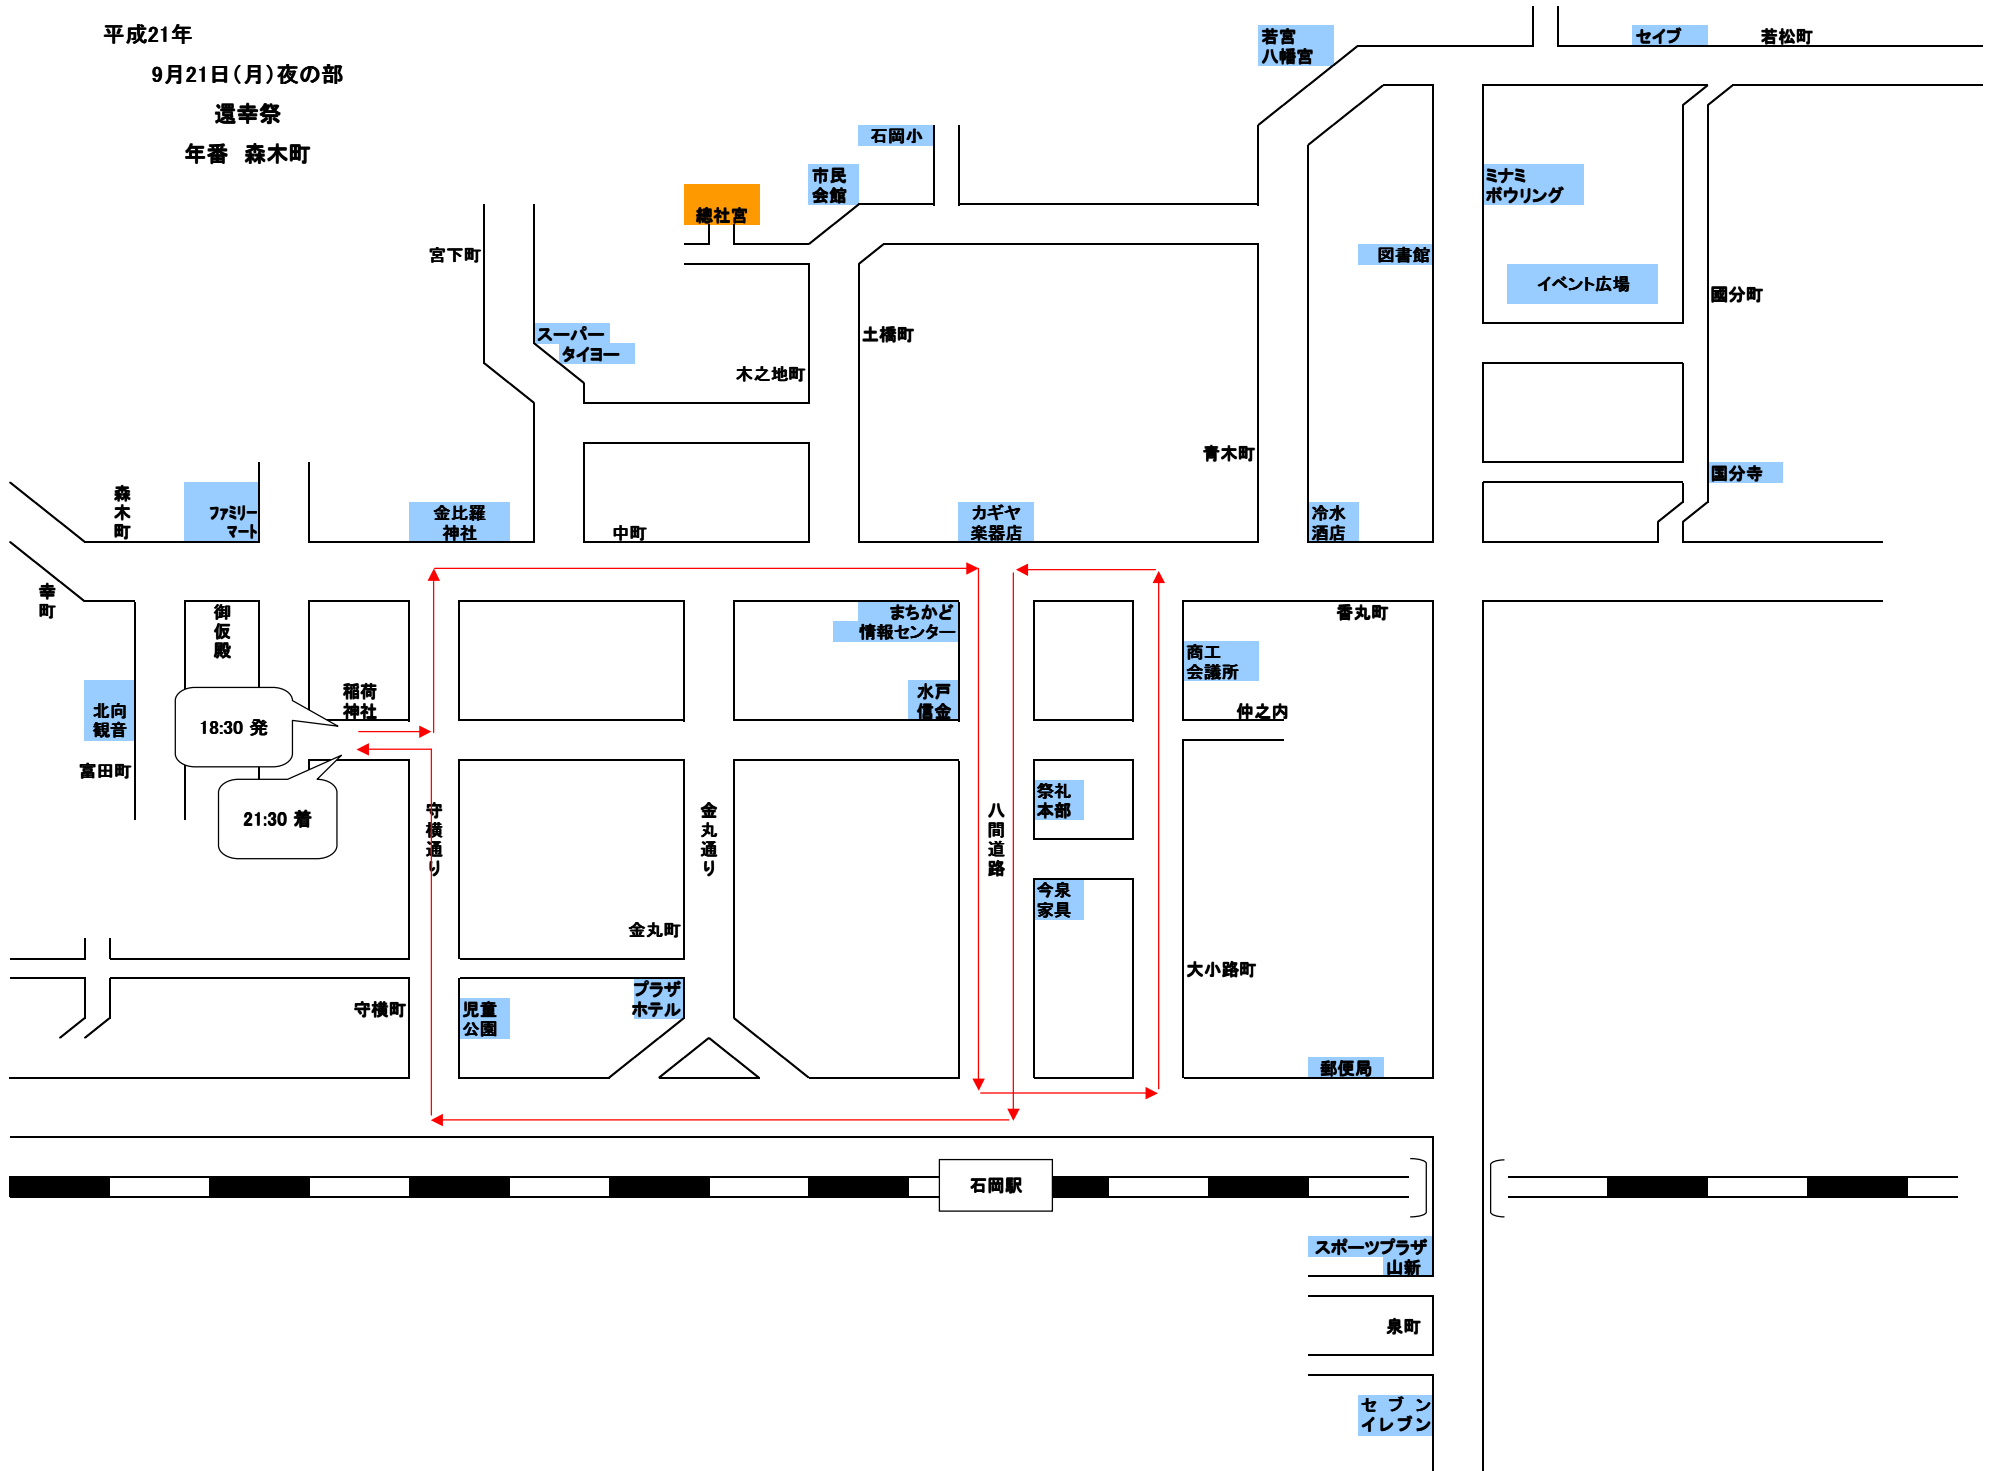 平成21年
9月21日(月)夜の部
還幸祭
年番　森木町
若宮
八幡宮
セイブ
若松町
石岡小
市民
会館
總社宮
宮下町
ミナミ
ボウリング
図書館
イベント広場
國分町
スーパー
タイヨー
土橋町
木之地町
青木町
国分寺
森木町
ファミリー
マート
金比羅
神社
中町
カギヤ
楽器店
冷水
酒店
幸町
御仮殿
まちかど
情報センター
香丸町
商工
会議所
稲荷
神社
水戸
信金
仲之内
北向
観音
18:30 発
富田町
21:30 着
守横通り
金丸通り
八間道路
祭礼
本部
今泉
家具
金丸町
大小路町
守横町
児童
公園
プラザ
ホテル
郵便局
石岡駅
スポーツプラザ
山新
泉町
セブン
イレブン